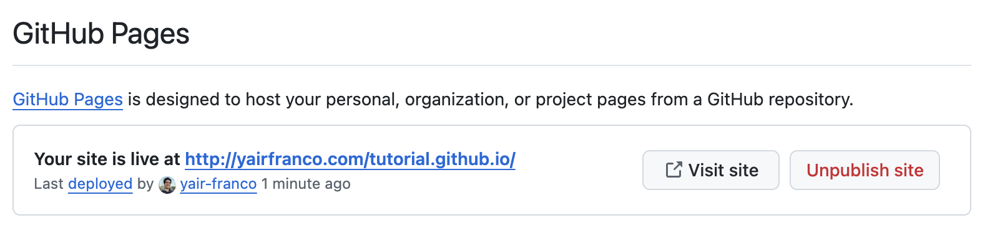 GitHub Pages
GitHub Pages is designed to host your personal, organization, or project pages from a GitHub repository.
Your site is live at http://yairfranco.com/tutorial.github.io/
Last deployed by yair-franco 1 minute ago
Visit site
Unpublish site